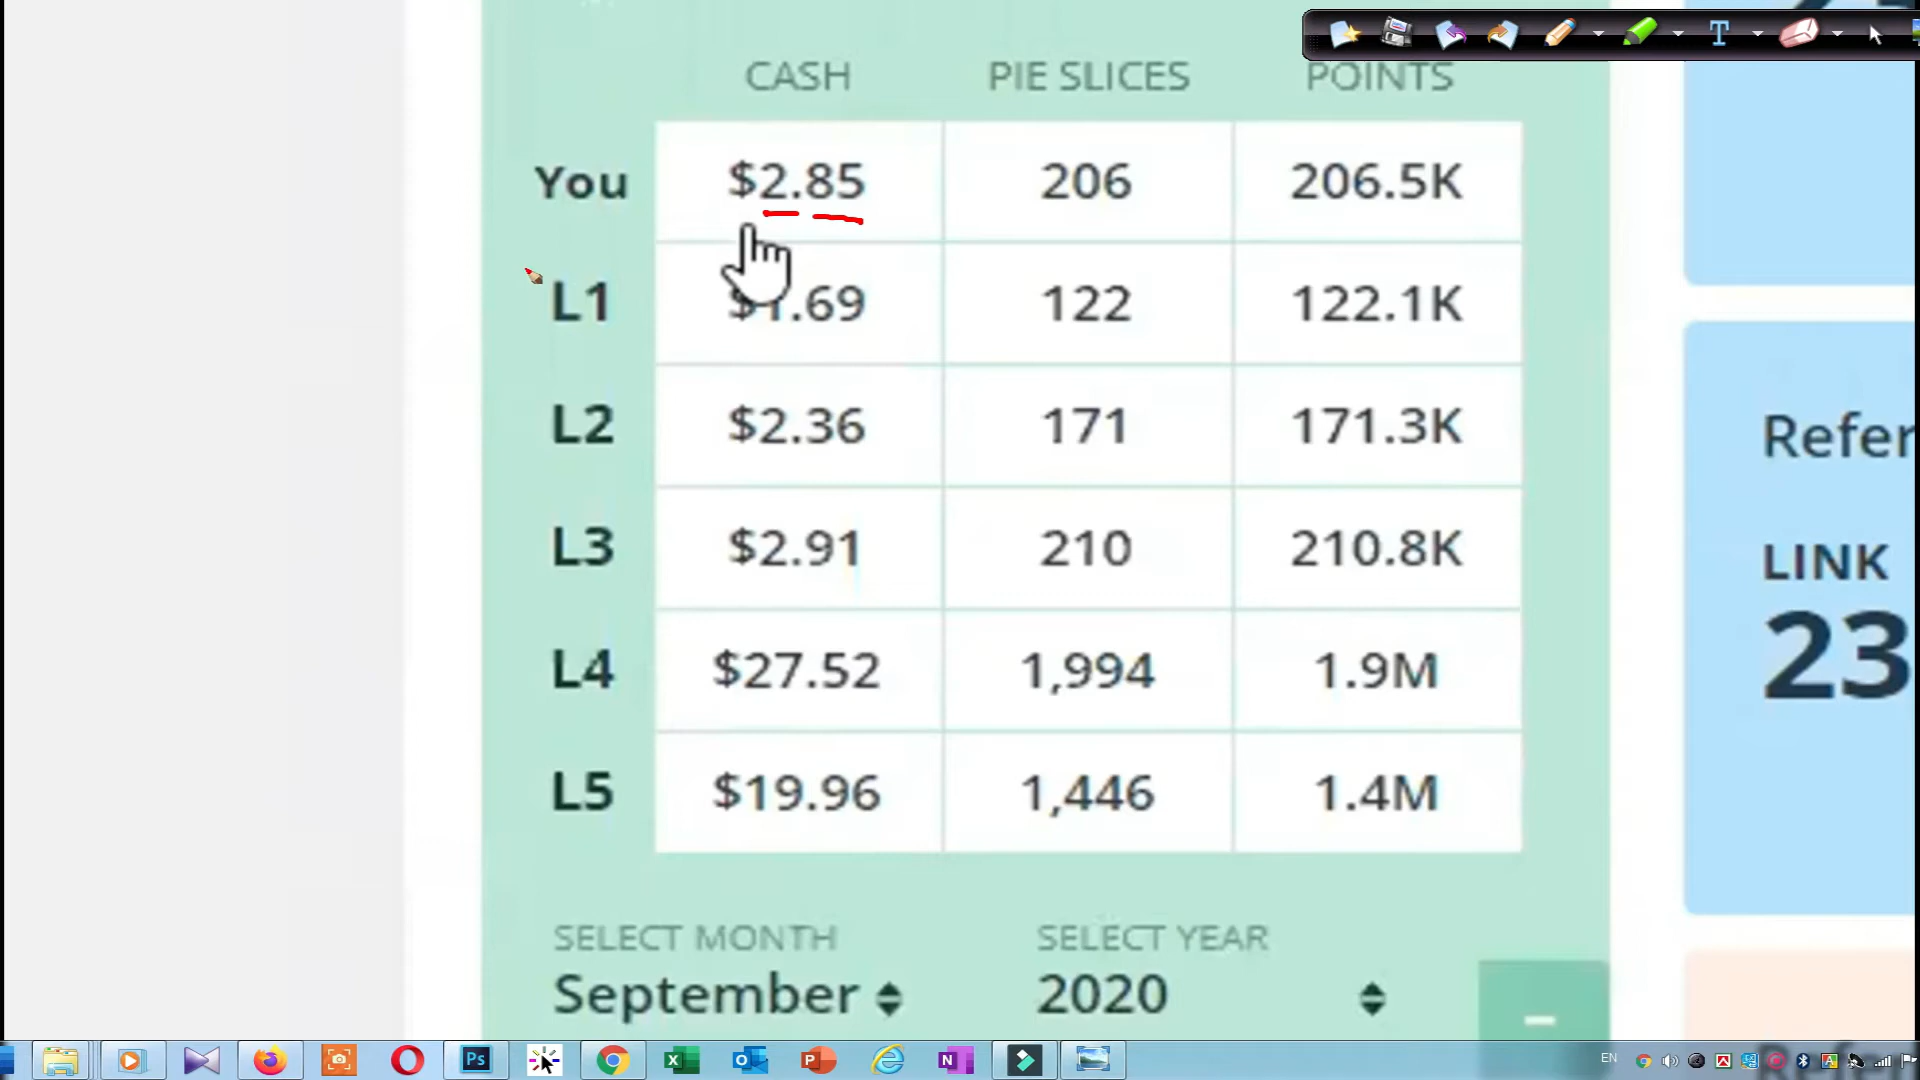 CASH PIE SLICES POINTS
You $2.85 206 206.5K
L1 $1.69 122 122.1K
L2 $2.36 171 171.3K
L3 $2.91 210 210.8K
L4 $27.52 1,994 1.9M
L5 $19.96 1,446 1.4M
SELECT MONTH SELECT YEAR
September 2020
Refer
LINK
23
EN